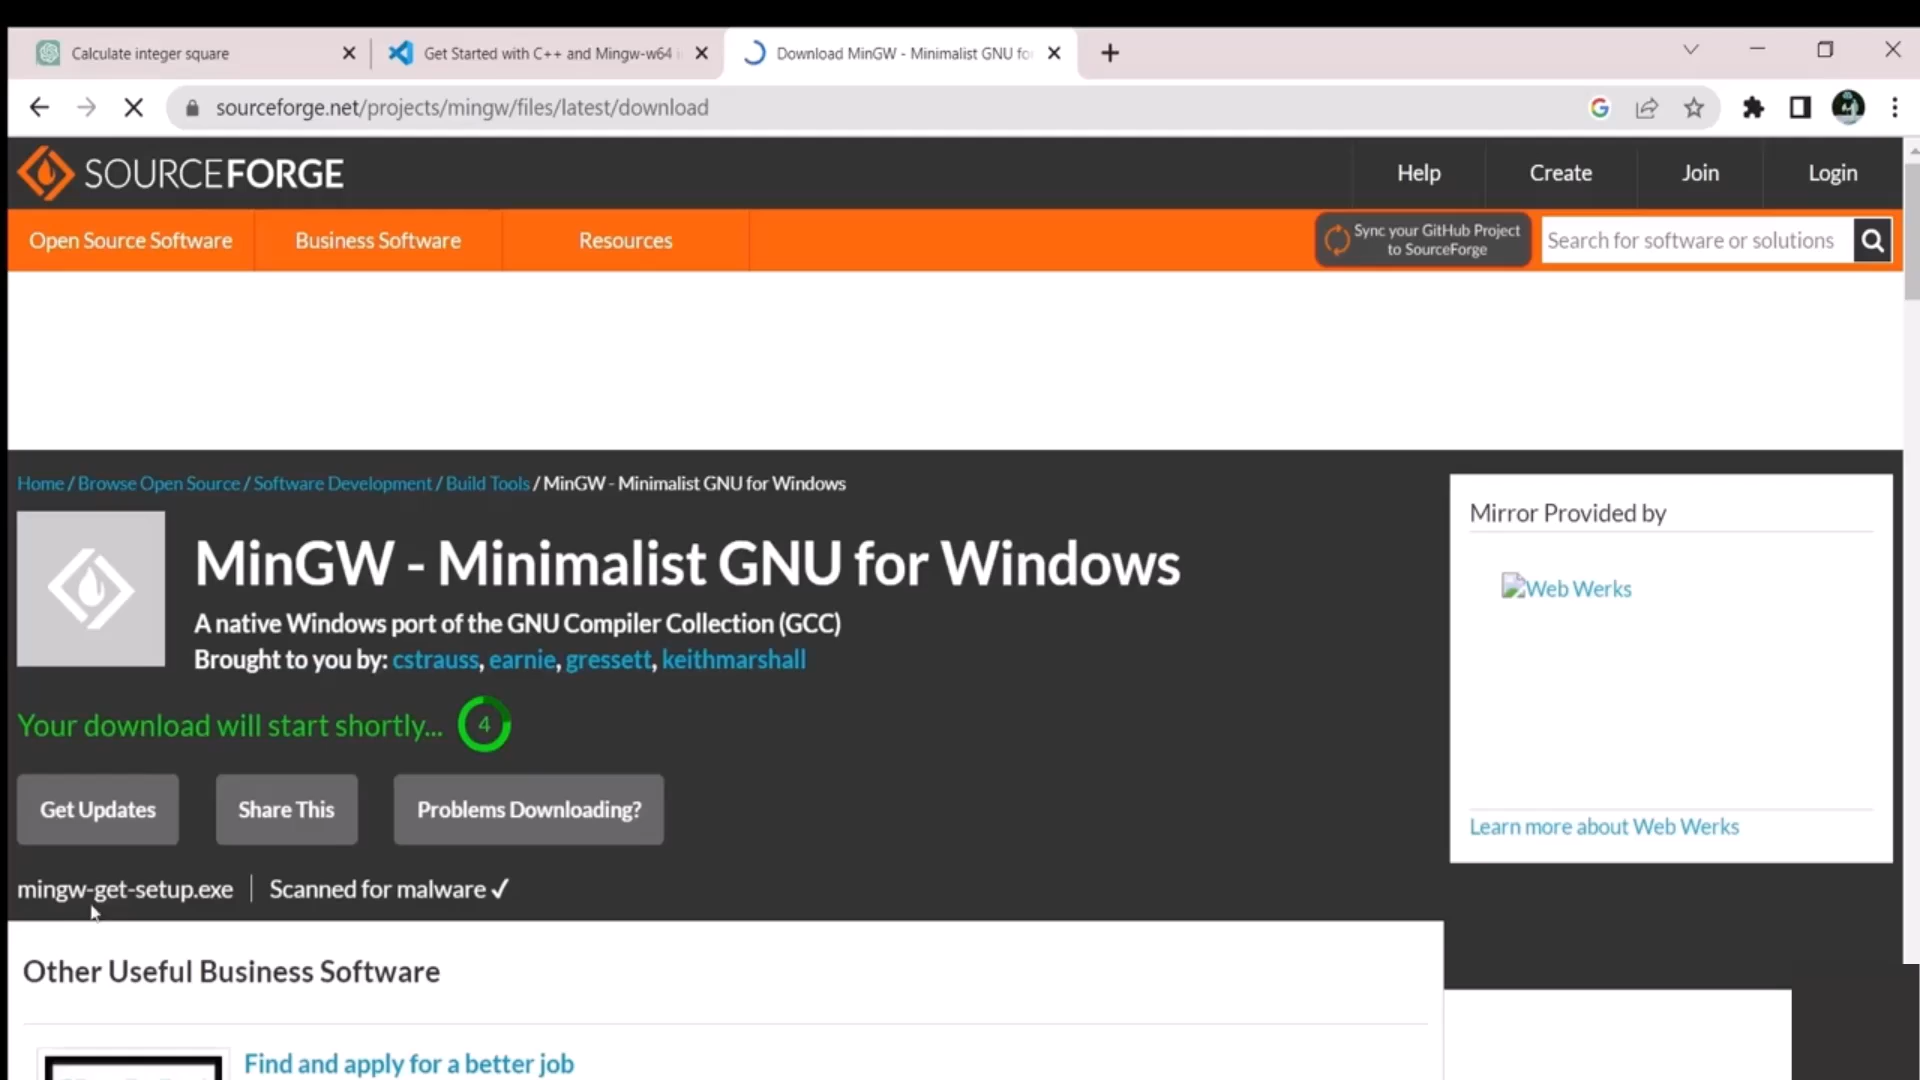 Calculate integer square
Get Started with C++ and Mingw-w64 i
Download MinGW - Minimalist GNU fo
sourceforge.net/projects/mingw/files/latest/download
SOURCEFORGE
Help
Create
Join
Login
Open Source Software
Business Software
Resources
Sync your GitHub Project
to SourceForge
Search for software or solutions
Home / Browse Open Source / Software Development / Build Tools / MinGW - Minimalist GNU for Windows
MinGW - Minimalist GNU for Windows
A native Windows port of the GNU Compiler Collection (GCC)
Brought to you by: cstrauss, earnie, gressett, keithmarshall
Your download will start shortly... 4
Get Updates
Share This
Problems Downloading?
mingw-get-setup.exe | Scanned for malware ✓
Mirror Provided by
Web Werks
Learn more about Web Werks
Other Useful Business Software
Find and apply for a better job